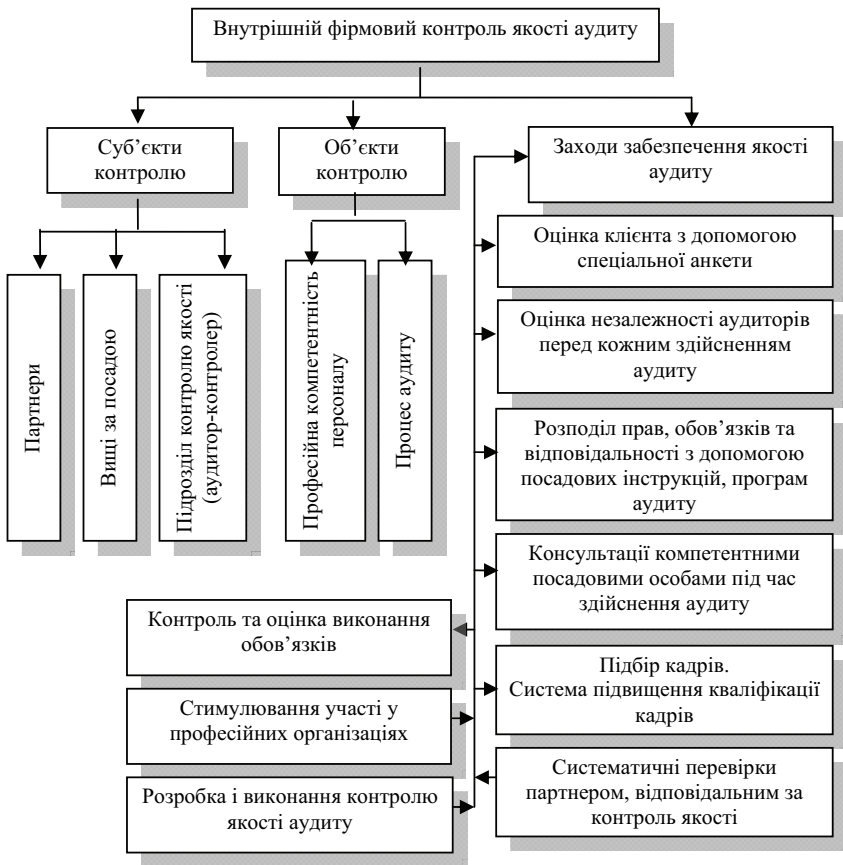 Внутрішній фірмовий контроль якості аудиту
Суб’єкти
контролю
Об’єкти
контролю
Заходи забезпечення якості
аудиту
Партнери
Вищі за посадою
Підрозділ контролю якості
(аудитор-контролер)
Професійна компетентність
персоналу
Процес аудиту
Оцінка клієнта з допомогою
спеціальної анкети
Оцінка незалежності аудиторів
перед кожним здійсненням
аудиту
Розподіл прав, обов’язків та
відповідальності з допомогою
посадових інструкцій, програм
аудиту
Консультації компетентними
посадовими особами під час
здійснення аудиту
Контроль та оцінка виконання
обов’язків
Підбір кадрів.
Система підвищення кваліфікації
кадрів
Стимулювання участі у
професійних організаціях
Систематичні перевірки
партнером, відповідальним за
контроль якості
Розробка і виконання контролю
якості аудиту